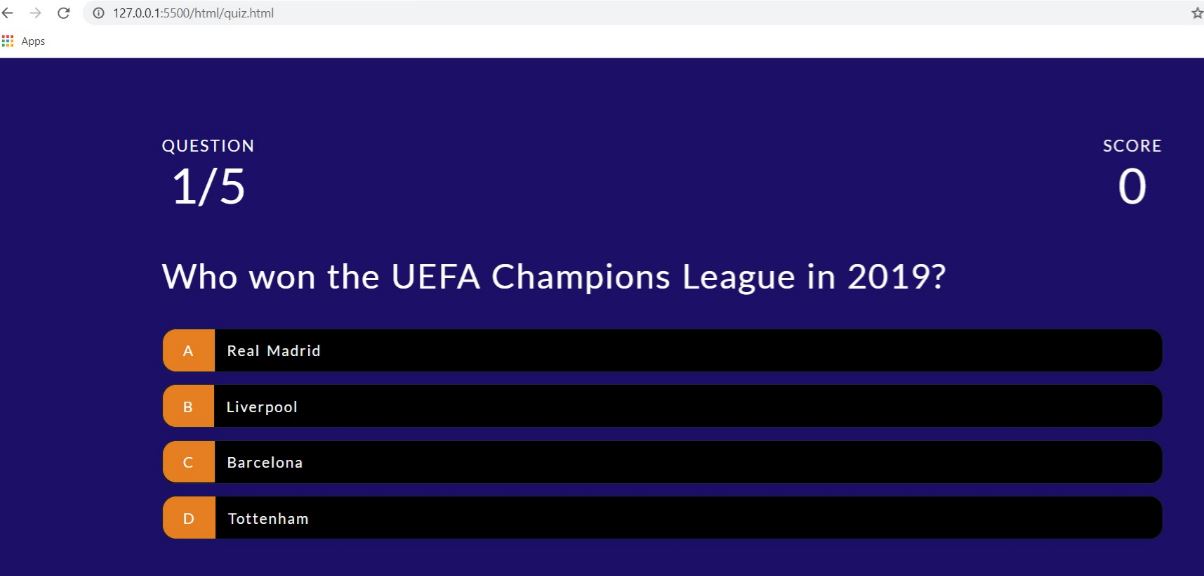 127.0.0.1:5500/html/quiz.html
Apps
QUESTION
1/5
SCORE
0
Who won the UEFA Champions League in 2019?
A Real Madrid
B Liverpool
C Barcelona
D Tottenham